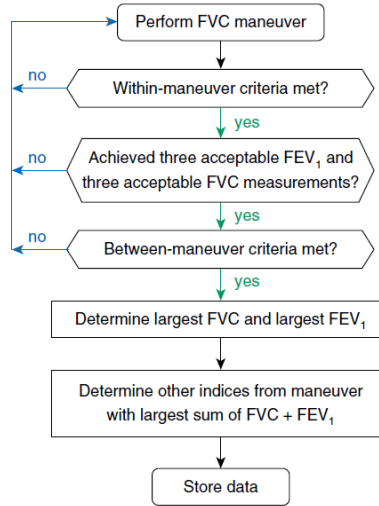 Perform FVC maneuver
no
Within-maneuver criteria met?
yes
no
Achieved three acceptable FEV₁ and
three acceptable FVC measurements?
yes
no
Between-maneuver criteria met?
yes
Determine largest FVC and largest FEV₁
Determine other indices from maneuver
with largest sum of FVC + FEV₁
Store data